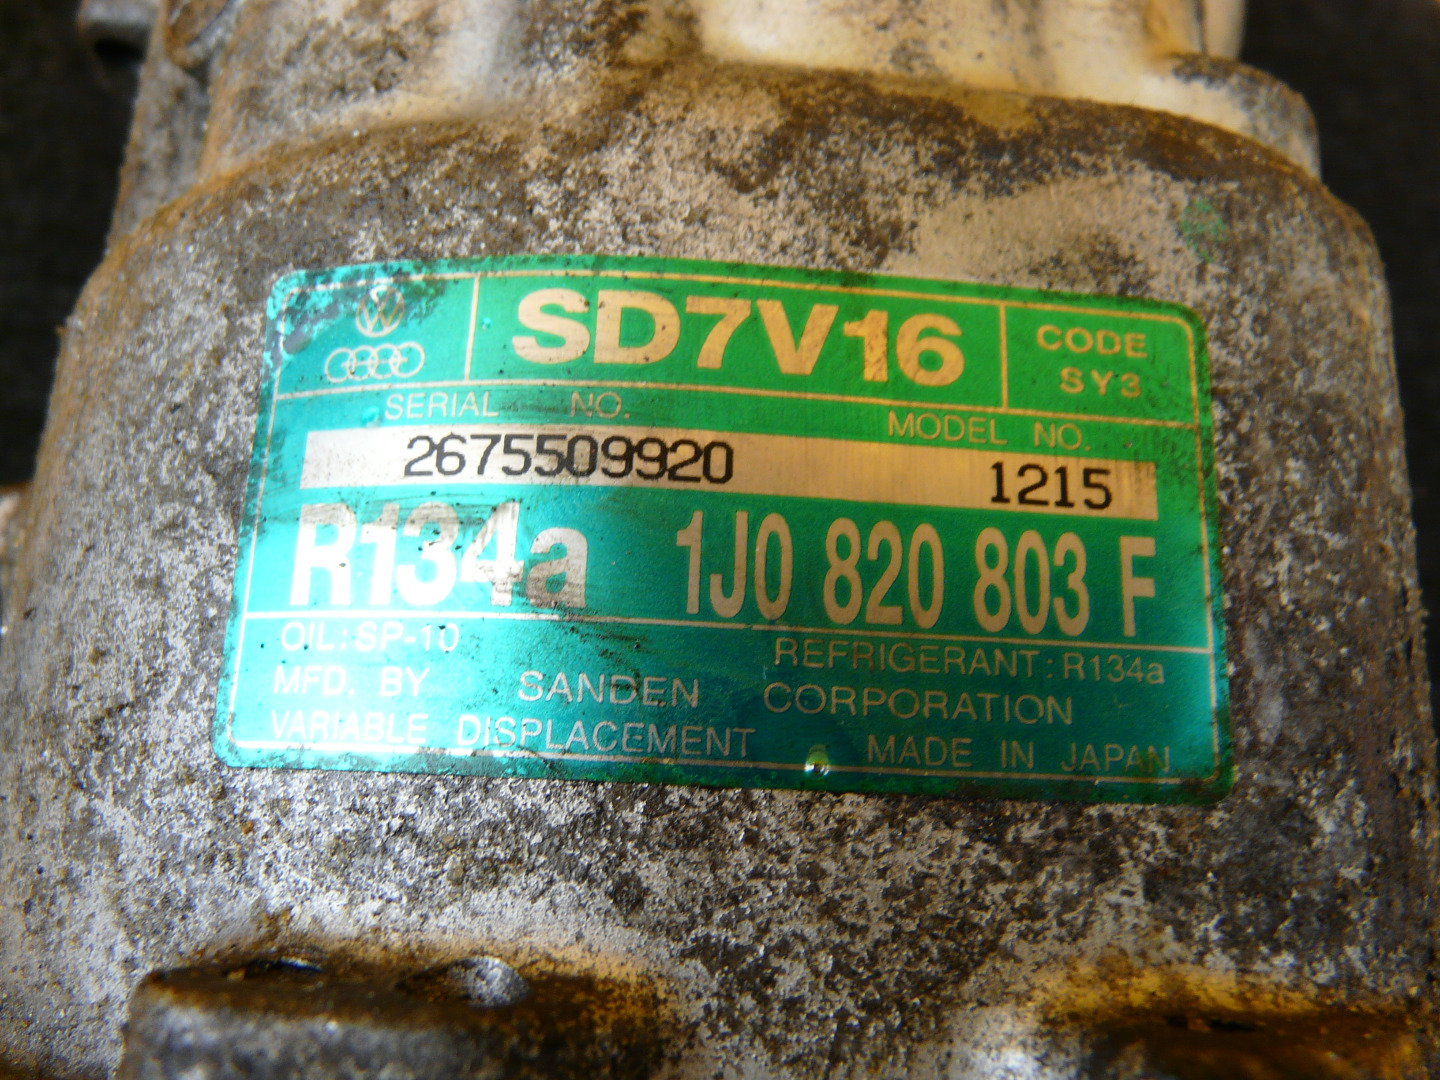 SD7V16
CODE
SY3
SERIAL NO.
MODEL NO.
2675509920
1215
R134a 1J0 820 803 F
OIL: SP-10
REFRIGERANT: R134a
MFD. BY SANDEN CORPORATION
VARIABLE DISPLACEMENT MADE IN JAPAN